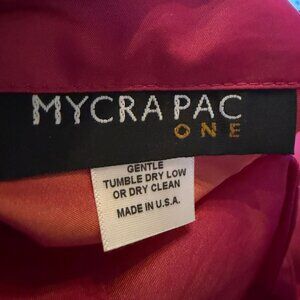 MYCRA PAC
ONE
GENTLE
TUMBLE DRY LOW
OR DRY CLEAN
MADE IN U.S.A.